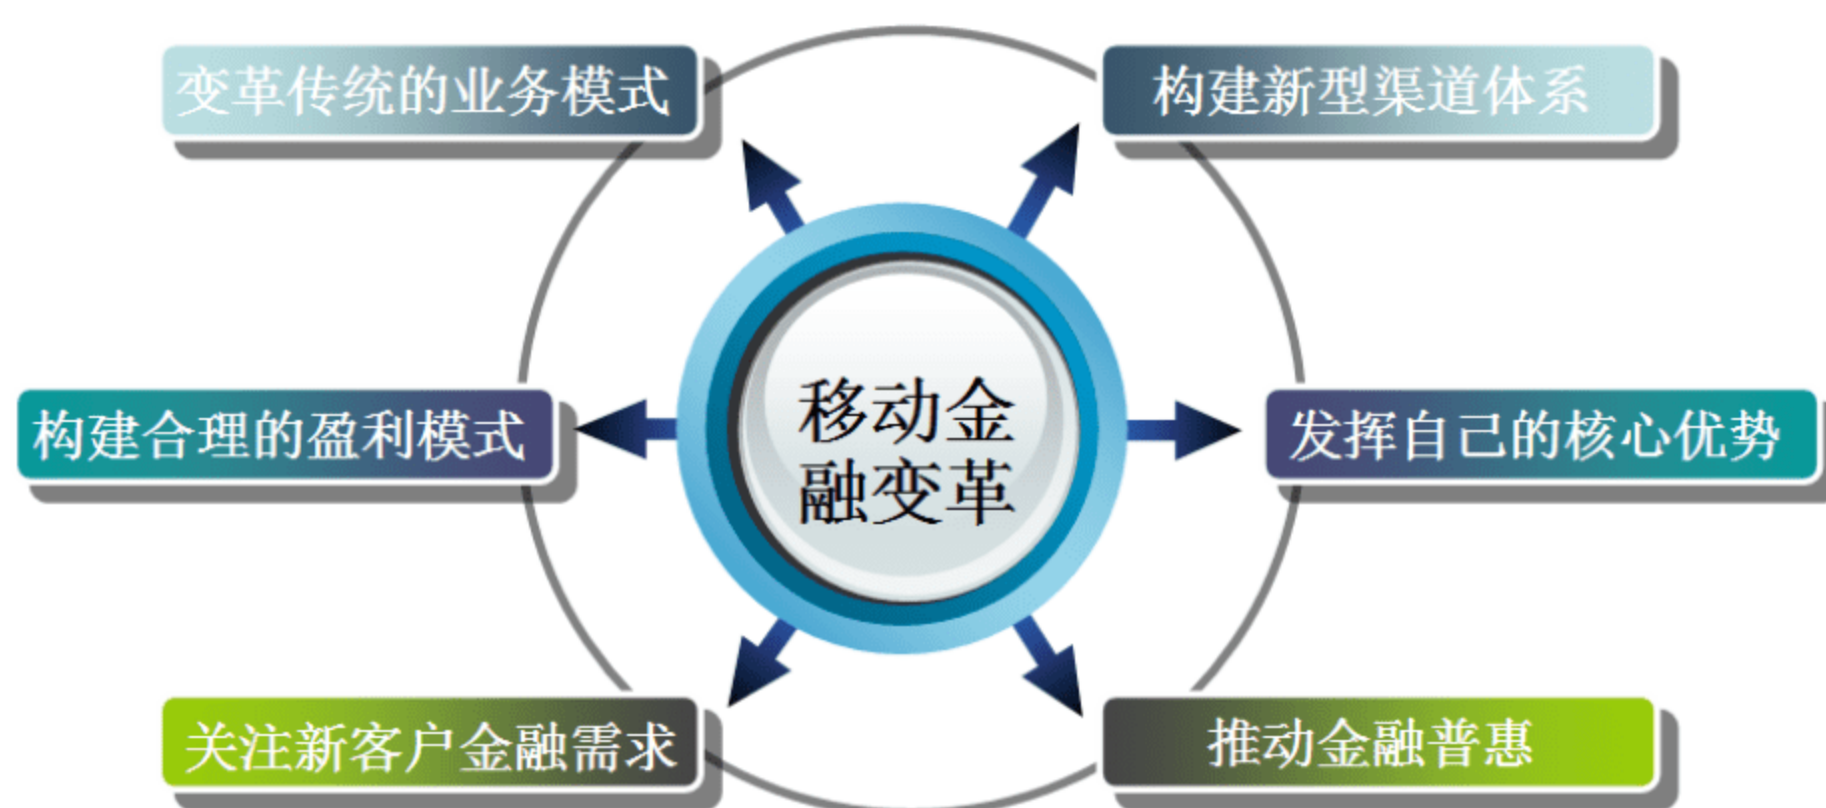 变革传统的业务模式
构建新型渠道体系
构建合理的盈利模式
移动金
融变革
发挥自己的核心优势
关注新客户金融需求
推动金融普惠